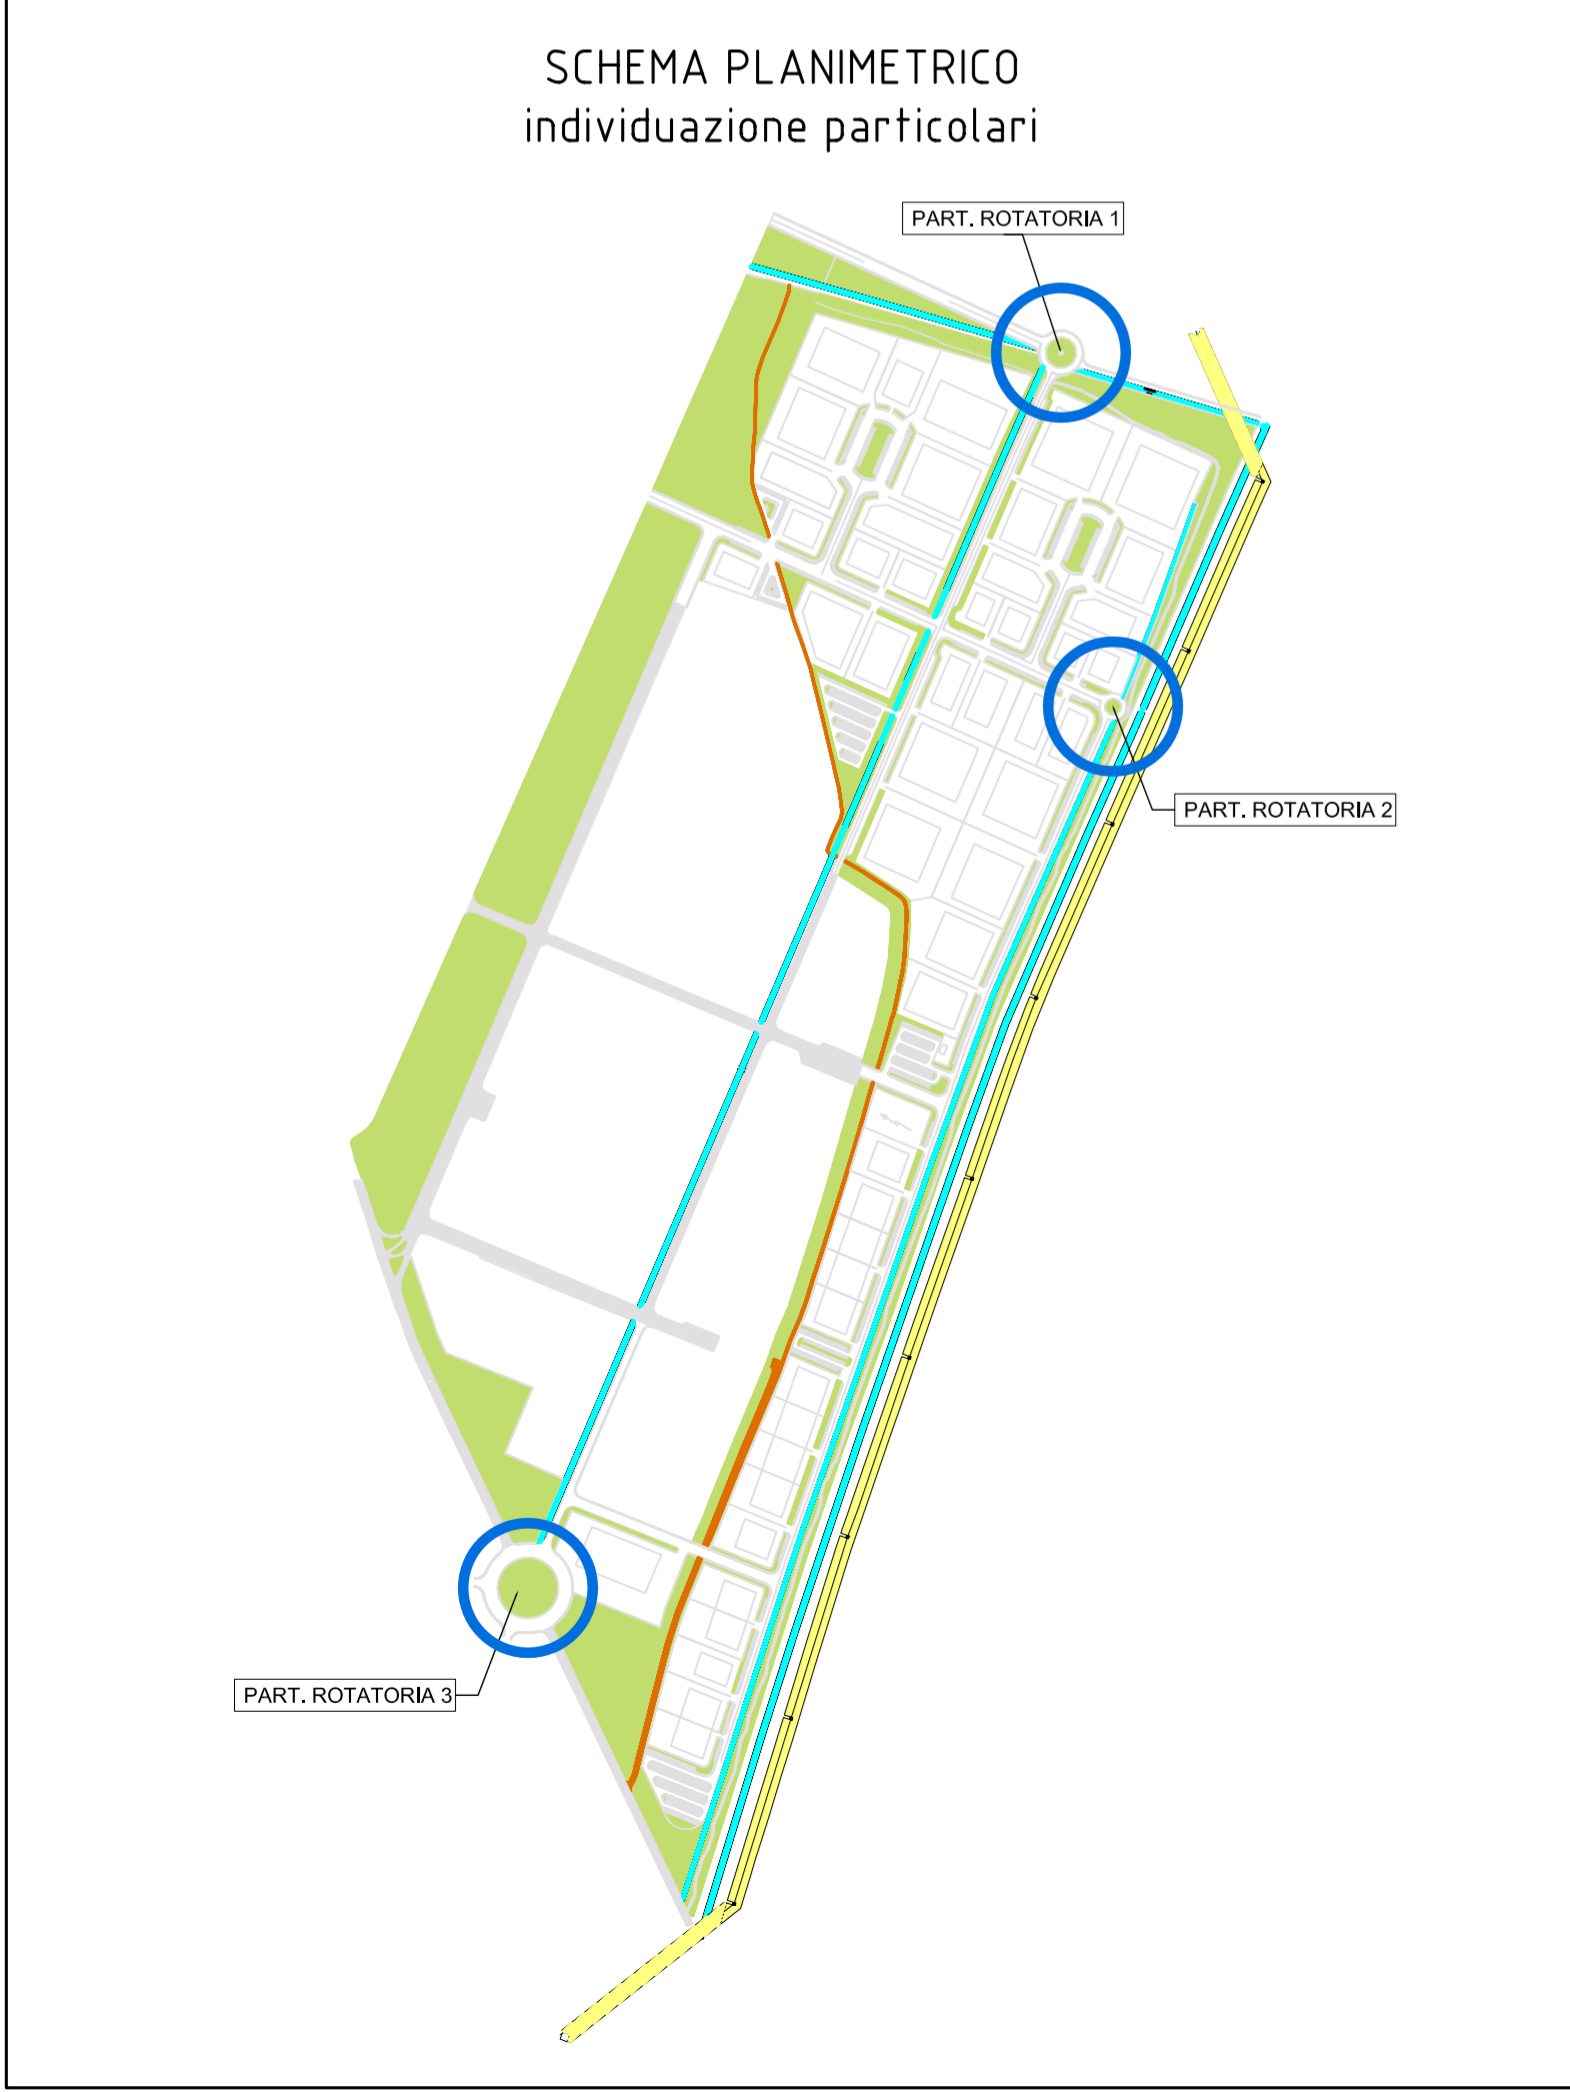 SCHEMA PLANIMETRICO
individuazione particolari
PART. ROTATORIA 1
PART. ROTATORIA 2
PART. ROTATORIA 3